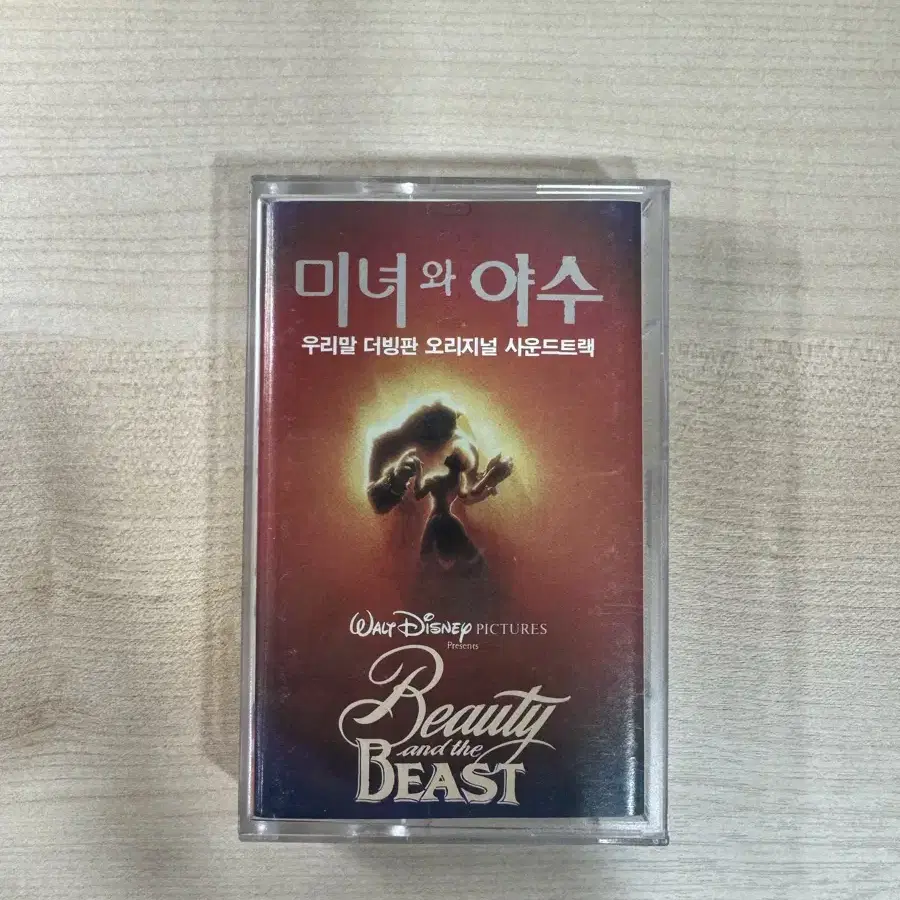 미녀와 야수
우리말 더빙판 오리지널 사운드트랙
WALT DISNEY PICTURES
Presents
Beauty
and the
BEAST